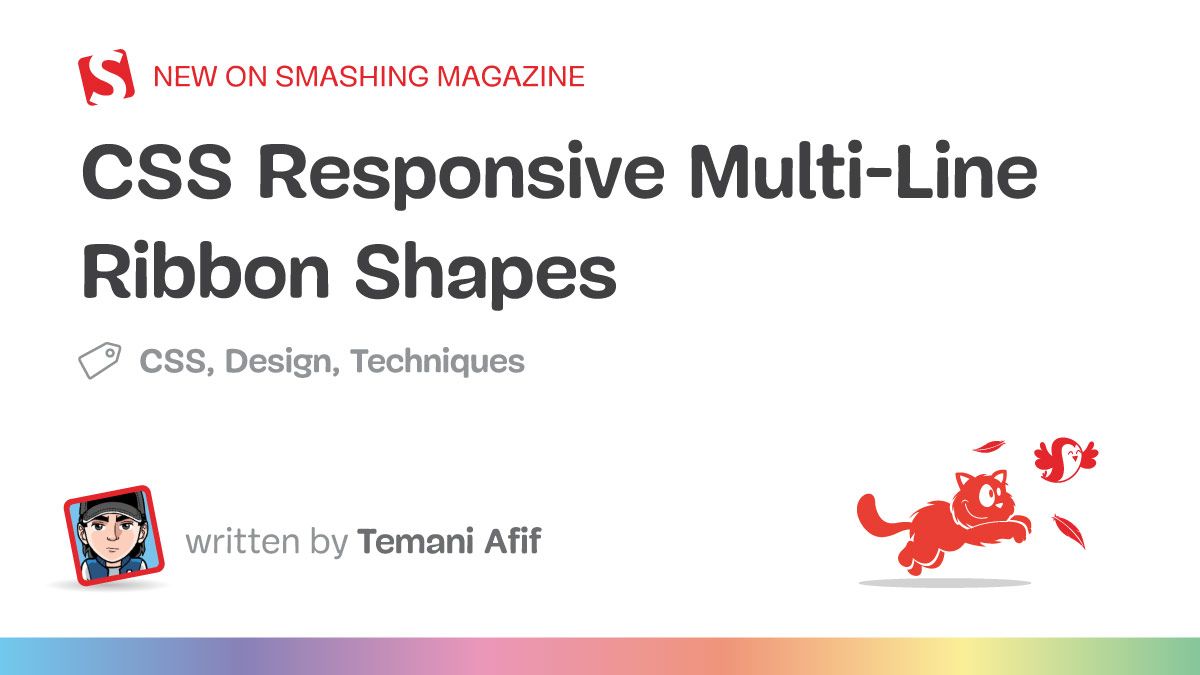 NEW ON SMASHING MAGAZINE
CSS Responsive Multi-Line
Ribbon Shapes
CSS, Design, Techniques
written by Temani Afif